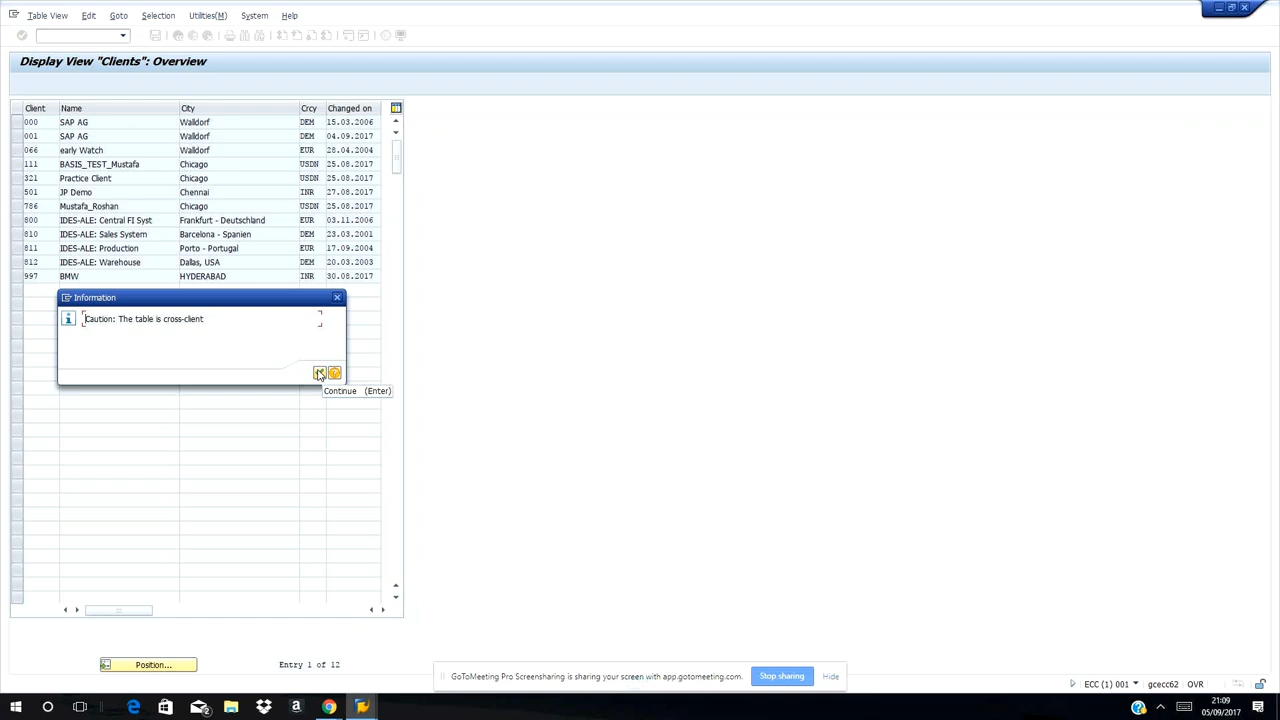 Table View Edit Goto Selection Utilities(M) System Help
Display View "Clients": Overview
Client Name City Crcy Changed on
000 SAP AG Walldorf DEM 15.03.2006
001 SAP AG Walldorf DEM 04.09.2017
066 early Watch Walldorf EUR 28.04.2004
111 BASIS_TEST_Mustafa Chicago USDN 25.08.2017
321 Practice Client Chicago USDN 25.08.2017
501 JP Demo Chennai INR 27.08.2017
786 Mustafa_Roshan Chicago USDN 25.08.2017
800 IDES-ALE: Central FI Syst Frankfurt - Deutschland EUR 03.11.2006
810 IDES-ALE: Sales System Barcelona - Spanien DEM 23.03.2001
811 IDES-ALE: Production Porto - Portugal EUR 17.09.2004
812 IDES-ALE: Warehouse Dallas, USA DEM 20.03.2003
997 BMW HYDERABAD INR 30.08.2017
Information
Caution: The table is cross-client
Continue (Enter)
Position... Entry 1 of 12
GoToMeeting Pro Screensharing is sharing your screen with app.gotomeeting.com. Stop sharing Hide
ECC (1) 001 gcecc62 OVR
21:09
05/09/2017